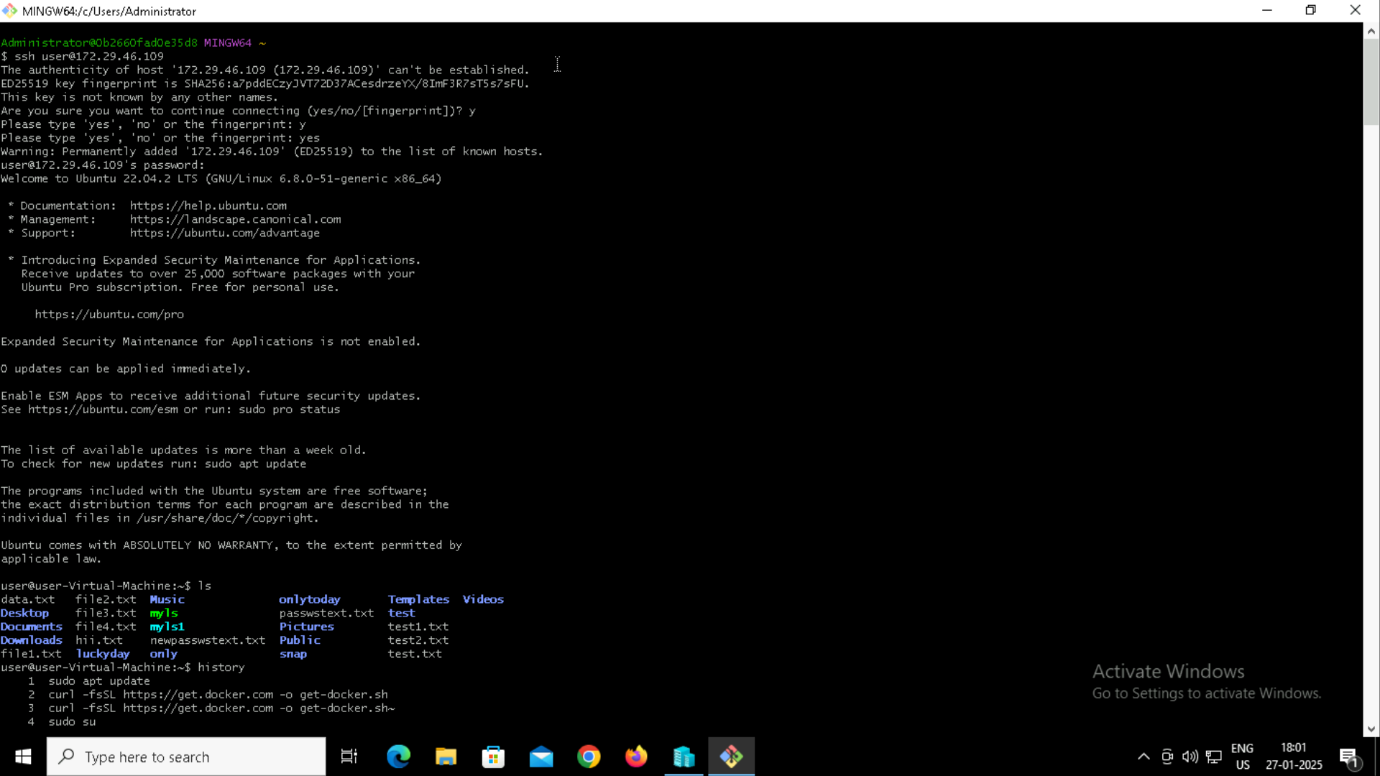 MINGW64:/c/Users/Administrator
Administrator@0b2660fad0e35d8 MINGW64 ~
$ ssh user@172.29.46.109
The authenticity of host '172.29.46.109 (172.29.46.109)' can't be established.
ED25519 key fingerprint is SHA256:a7pddECzyJVT72D37ACesdrzeYX/8ImF3R7sT5s7sFU.
This key is not known by any other names.
Are you sure you want to continue connecting (yes/no/[fingerprint])? y
Please type 'yes', 'no' or the fingerprint: y
Please type 'yes', 'no' or the fingerprint: yes
Warning: Permanently added '172.29.46.109' (ED25519) to the list of known hosts.
user@172.29.46.109's password:
Welcome to Ubuntu 22.04.2 LTS (GNU/Linux 6.8.0-51-generic x86_64)
* Documentation:  https://help.ubuntu.com
* Management:     https://landscape.canonical.com
* Support:        https://ubuntu.com/advantage
* Introducing Expanded Security Maintenance for Applications.
Receive updates to over 25,000 software packages with your
Ubuntu Pro subscription. Free for personal use.
https://ubuntu.com/pro
Expanded Security Maintenance for Applications is not enabled.
0 updates can be applied immediately.
Enable ESM Apps to receive additional future security updates.
See https://ubuntu.com/esm or run: sudo pro status
The list of available updates is more than a week old.
To check for new updates run: sudo apt update
The programs included with the Ubuntu system are free software;
the exact distribution terms for each program are described in the
individual files in /usr/share/doc/*/copyright.
Ubuntu comes with ABSOLUTELY NO WARRANTY, to the extent permitted by
applicable law.
user@user-Virtual-Machine:~$ ls
data.txt   file2.txt  Music            onlytoday      Templates  Videos
Desktop    file3.txt  myls             passwstext.txt  test
Documents  file4.txt  myls1            Pictures       test1.txt
Downloads  hii.txt    newpasswstext.txt  Public         test2.txt
file1.txt  luckyday   only             snap           test.txt
user@user-Virtual-Machine:~$ history
1  sudo apt update
2  curl -fsSL https://get.docker.com -o get-docker.sh
3  curl -fsSL https://get.docker.com -o get-docker.sh~
4  sudo su
Activate Windows
Go to Settings to activate Windows.
Type here to search
ENG
US
18:01
27-01-2025
1